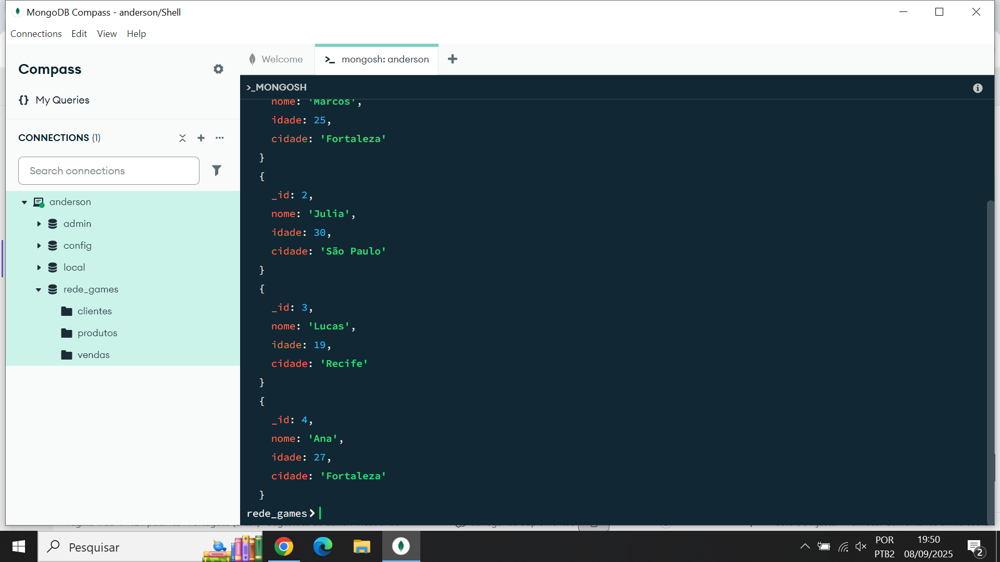 MongoDB Compass - anderson/Shell
Connections Edit View Help
Compass
{} My Queries
CONNECTIONS (1)
Search connections
anderson
admin
config
local
rede_games
clientes
produtos
vendas
Welcome
>_ mongosh: anderson
>_MONGOSH
nome: 'Marcos',
idade: 25,
cidade: 'Fortaleza'
}
{
_id: 2,
nome: 'Julia',
idade: 30,
cidade: 'São Paulo'
}
{
_id: 3,
nome: 'Lucas',
idade: 19,
cidade: 'Recife'
}
{
_id: 4,
nome: 'Ana',
idade: 27,
cidade: 'Fortaleza'
}
rede_games>
Pesquisar
POR
PTB2
19:50
08/09/2025
2